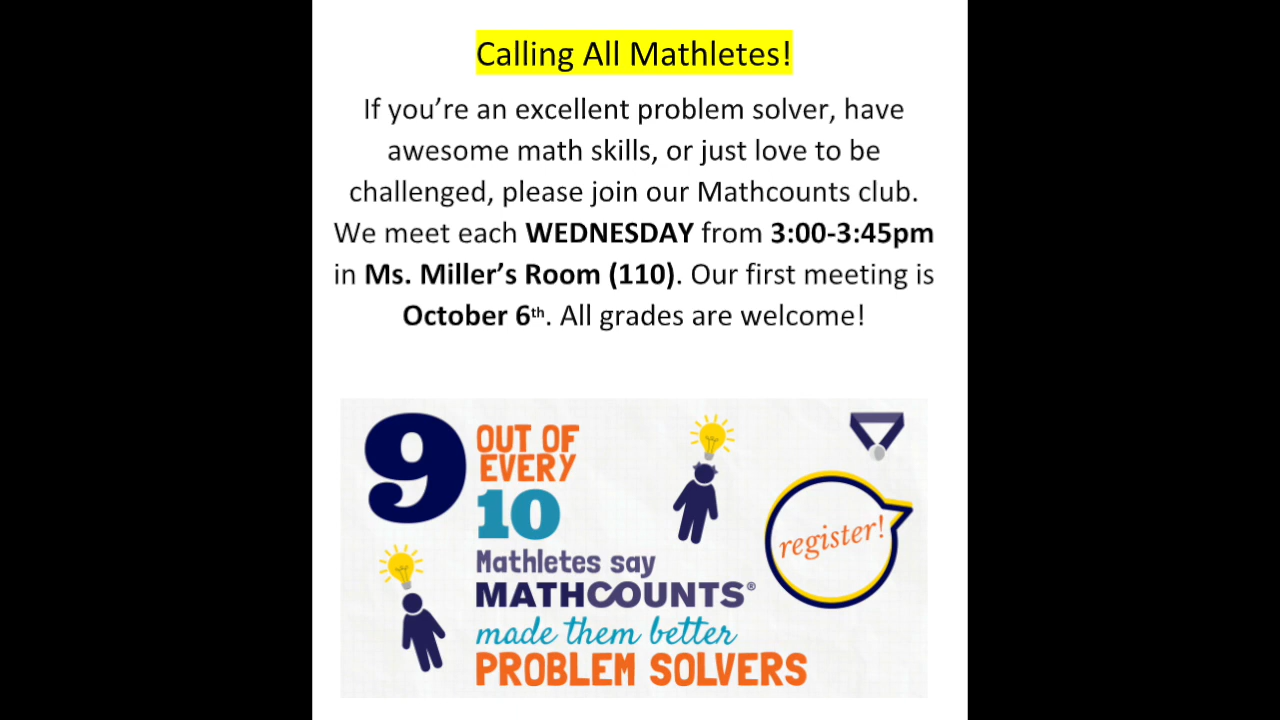 Calling All Mathletes!
If you’re an excellent problem solver, have
awesome math skills, or just love to be
challenged, please join our Mathcounts club.
We meet each WEDNESDAY from 3:00-3:45pm
in Ms. Miller’s Room (110). Our first meeting is
October 6th. All grades are welcome!
9
OUT OF
EVERY
10
Mathletes say
MATHCOUNTS®
made them better
PROBLEM SOLVERS
register!